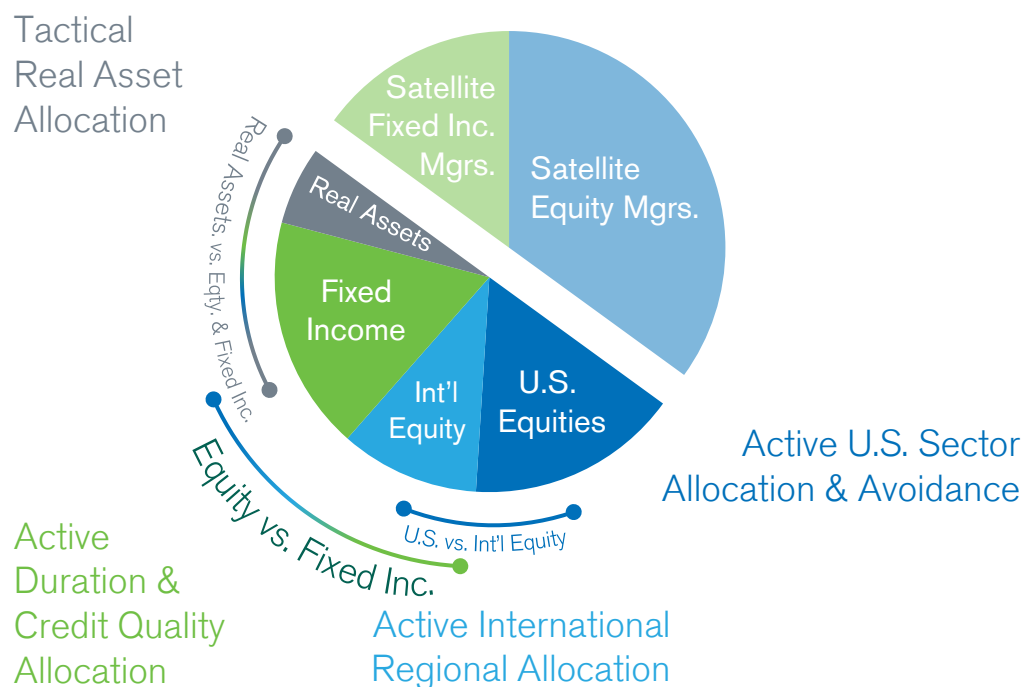 Tactical
Real Asset
Allocation
Satellite
Fixed Inc.
Mgrs.
Satellite
Equity Mgrs.
Real Assets. vs. Eqty. & Fixed Inc.
Real Assets
Fixed
Income
Int'l
Equity
U.S.
Equities
Equity vs. Fixed Inc.
U.S. vs. Int'l Equity
Active U.S. Sector
Allocation & Avoidance
Active
Duration &
Credit Quality
Allocation
Active International
Regional Allocation